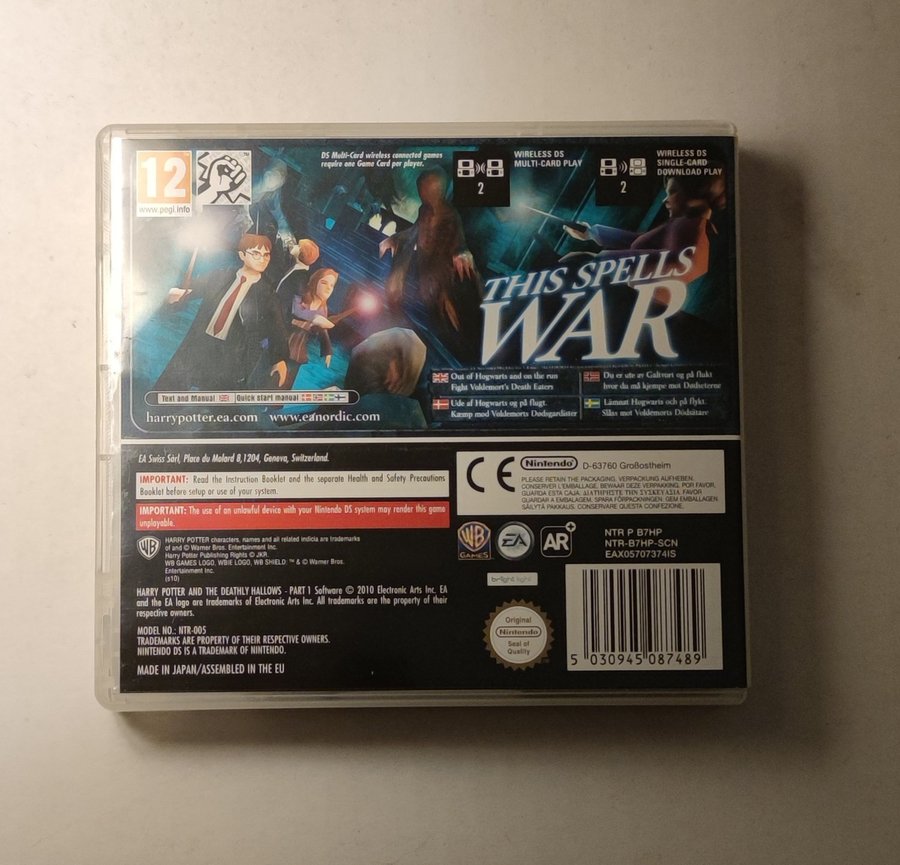 12
www.pegi.info
DS Multi-Card wireless connected games
require one Game Card per player.
2
WIRELESS DS
MULTI-CARD PLAY
2
WIRELESS DS
SINGLE-CARD
DOWNLOAD PLAY
THIS SPELLS
WAR
Out of Hogwarts and on the run
Fight Voldemort's Death Eaters
Du er ute av Galtvort og på flukt
hvor du må kjempe mot Dødseterne
Ude af Hogwarts og på flugt.
Kæmp mod Voldemorts Dødsgardister
Lämnat Hogwarts och på flykt.
Slåss mot Voldemorts Dödsätare
Text and Manual
Quick start manual
harrypotter.ea.com www.eanordic.com
EA Swiss Sàrl, Place du Molard 8,1204, Geneva, Switzerland.
IMPORTANT: Read the Instruction Booklet and the separate Health and Safety Precautions
Booklet before setup or use of your system.
IMPORTANT: The use of an unlawful device with your Nintendo DS system may render this game
unplayable.
CE
Nintendo
D-63760 Großostheim
PLEASE RETAIN THE PACKAGING. VERPACKUNG AUFHEBEN.
CONSERVER L'EMBALLAGE. BEWAAR DEZE VERPAKKING. POR FAVOR,
GUARDA ESTA CAJA. ΔΙΑΤΗΡΗΣΤΕ ΤΗΝ ΣΥΣΚΕΥΑΣΙΑ. FAVOR
GUARDAR A EMBALAGEM. SPARA FÖRPACKNINGEN. GEM EMBALLAGEN.
SÄILYTÄ PAKKAUS. CONSERVARE QUESTA CONFEZIONE.
WB
HARRY POTTER characters, names and all related indicia are trademarks
of and © Warner Bros. Entertainment Inc.
Harry Potter Publishing Rights © JKR.
WB GAMES LOGO, WBIE LOGO, WB SHIELD: ™ & © Warner Bros.
Entertainment Inc.
(s10)
WB
GAMES
EA
AR+
NTR P B7HP
NTR-B7HP-SCN
EAX05707374IS
bright light
HARRY POTTER AND THE DEATHLY HALLOWS - PART 1 Software © 2010 Electronic Arts Inc. EA
and the EA logo are trademarks of Electronic Arts Inc. All trademarks are the property of their
respective owners.
MODEL NO.: NTR-005
TRADEMARKS ARE PROPERTY OF THEIR RESPECTIVE OWNERS.
NINTENDO DS IS A TRADEMARK OF NINTENDO.
MADE IN JAPAN/ASSEMBLED IN THE EU
Original
Nintendo
Seal of
Quality
5 030945 087489